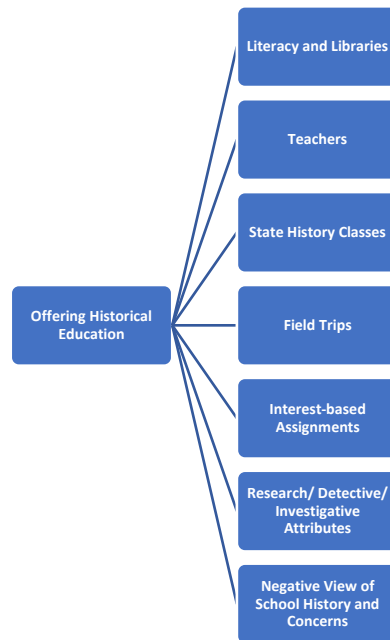 Literacy and Libraries
Teachers
State History Classes
Offering Historical
Education
Field Trips
Interest-based
Assignments
Research/ Detective/
Investigative
Attributes
Negative View of
School History and
Concerns